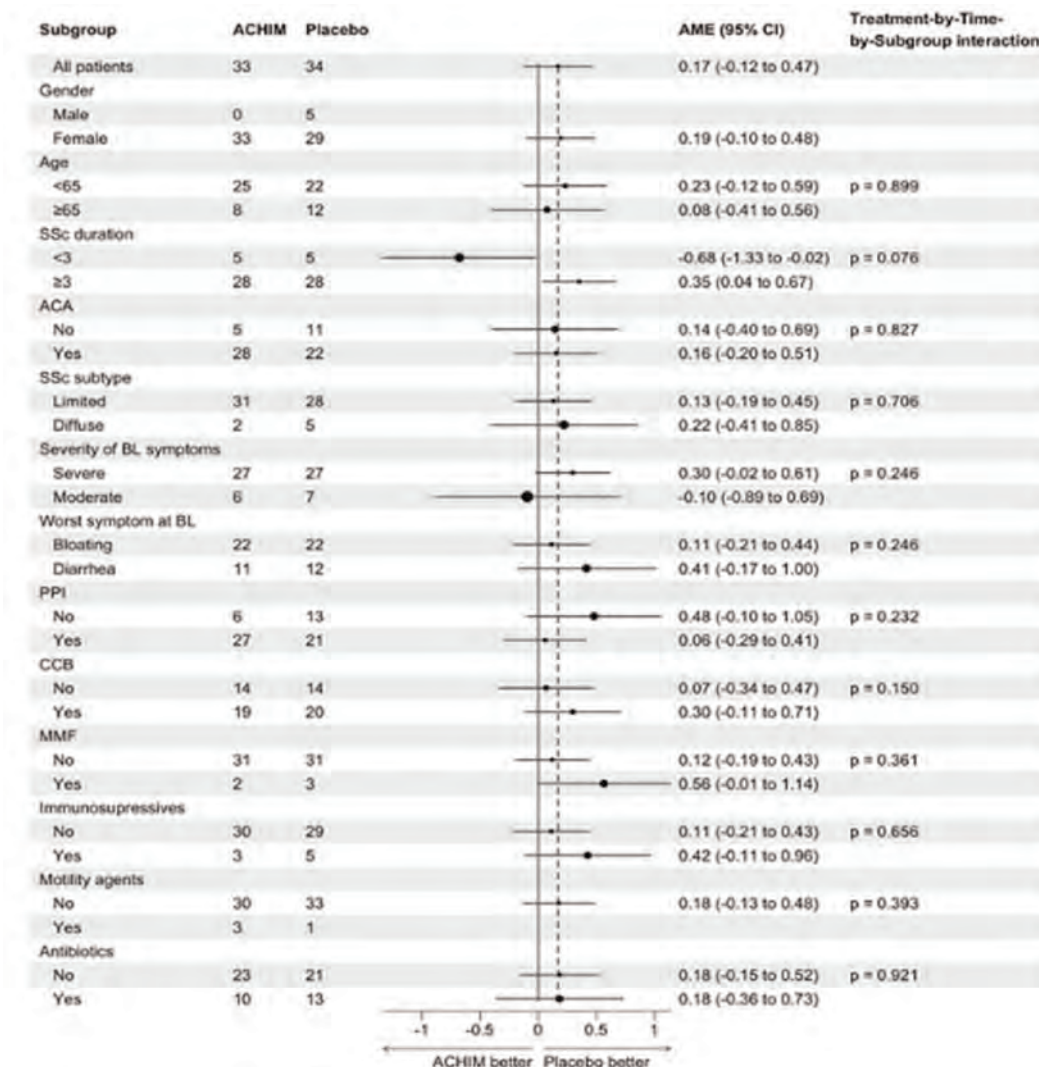 Subgroup ACHIM Placebo AME (95% CI) Treatment-by-Time-
by-Subgroup interaction
All patients 33 34 0.17 (-0.12 to 0.47)
Gender
Male 0 5
Female 33 29 0.19 (-0.10 to 0.48)
Age
<65 25 22 0.23 (-0.12 to 0.59) p = 0.899
≥65 8 12 0.08 (-0.41 to 0.56)
SSc duration
<3 5 5 -0.68 (-1.33 to -0.02) p = 0.076
≥3 28 28 0.35 (0.04 to 0.67)
ACA
No 5 11 0.14 (-0.40 to 0.69) p = 0.827
Yes 28 22 0.16 (-0.20 to 0.51)
SSc subtype
Limited 31 28 0.13 (-0.19 to 0.45) p = 0.706
Diffuse 2 5 0.22 (-0.41 to 0.85)
Severity of BL symptoms
Severe 27 27 0.30 (-0.02 to 0.61) p = 0.246
Moderate 6 7 -0.10 (-0.89 to 0.69)
Worst symptom at BL
Bloating 22 22 0.11 (-0.21 to 0.44) p = 0.246
Diarrhea 11 12 0.41 (-0.17 to 1.00)
PPI
No 6 13 0.48 (-0.10 to 1.05) p = 0.232
Yes 27 21 0.06 (-0.29 to 0.41)
CCB
No 14 14 0.07 (-0.34 to 0.47) p = 0.150
Yes 19 20 0.30 (-0.11 to 0.71)
MMF
No 31 31 0.12 (-0.19 to 0.43) p = 0.361
Yes 2 3 0.56 (-0.01 to 1.14)
Immunosupressives
No 30 29 0.11 (-0.21 to 0.43) p = 0.656
Yes 3 5 0.42 (-0.11 to 0.96)
Motility agents
No 30 33 0.18 (-0.13 to 0.48) p = 0.393
Yes 3 1
Antibiotics
No 23 21 0.18 (-0.15 to 0.52) p = 0.921
Yes 10 13 0.18 (-0.36 to 0.73)
-1 -0.5 0 0.5 1
ACHIM better Placebo better